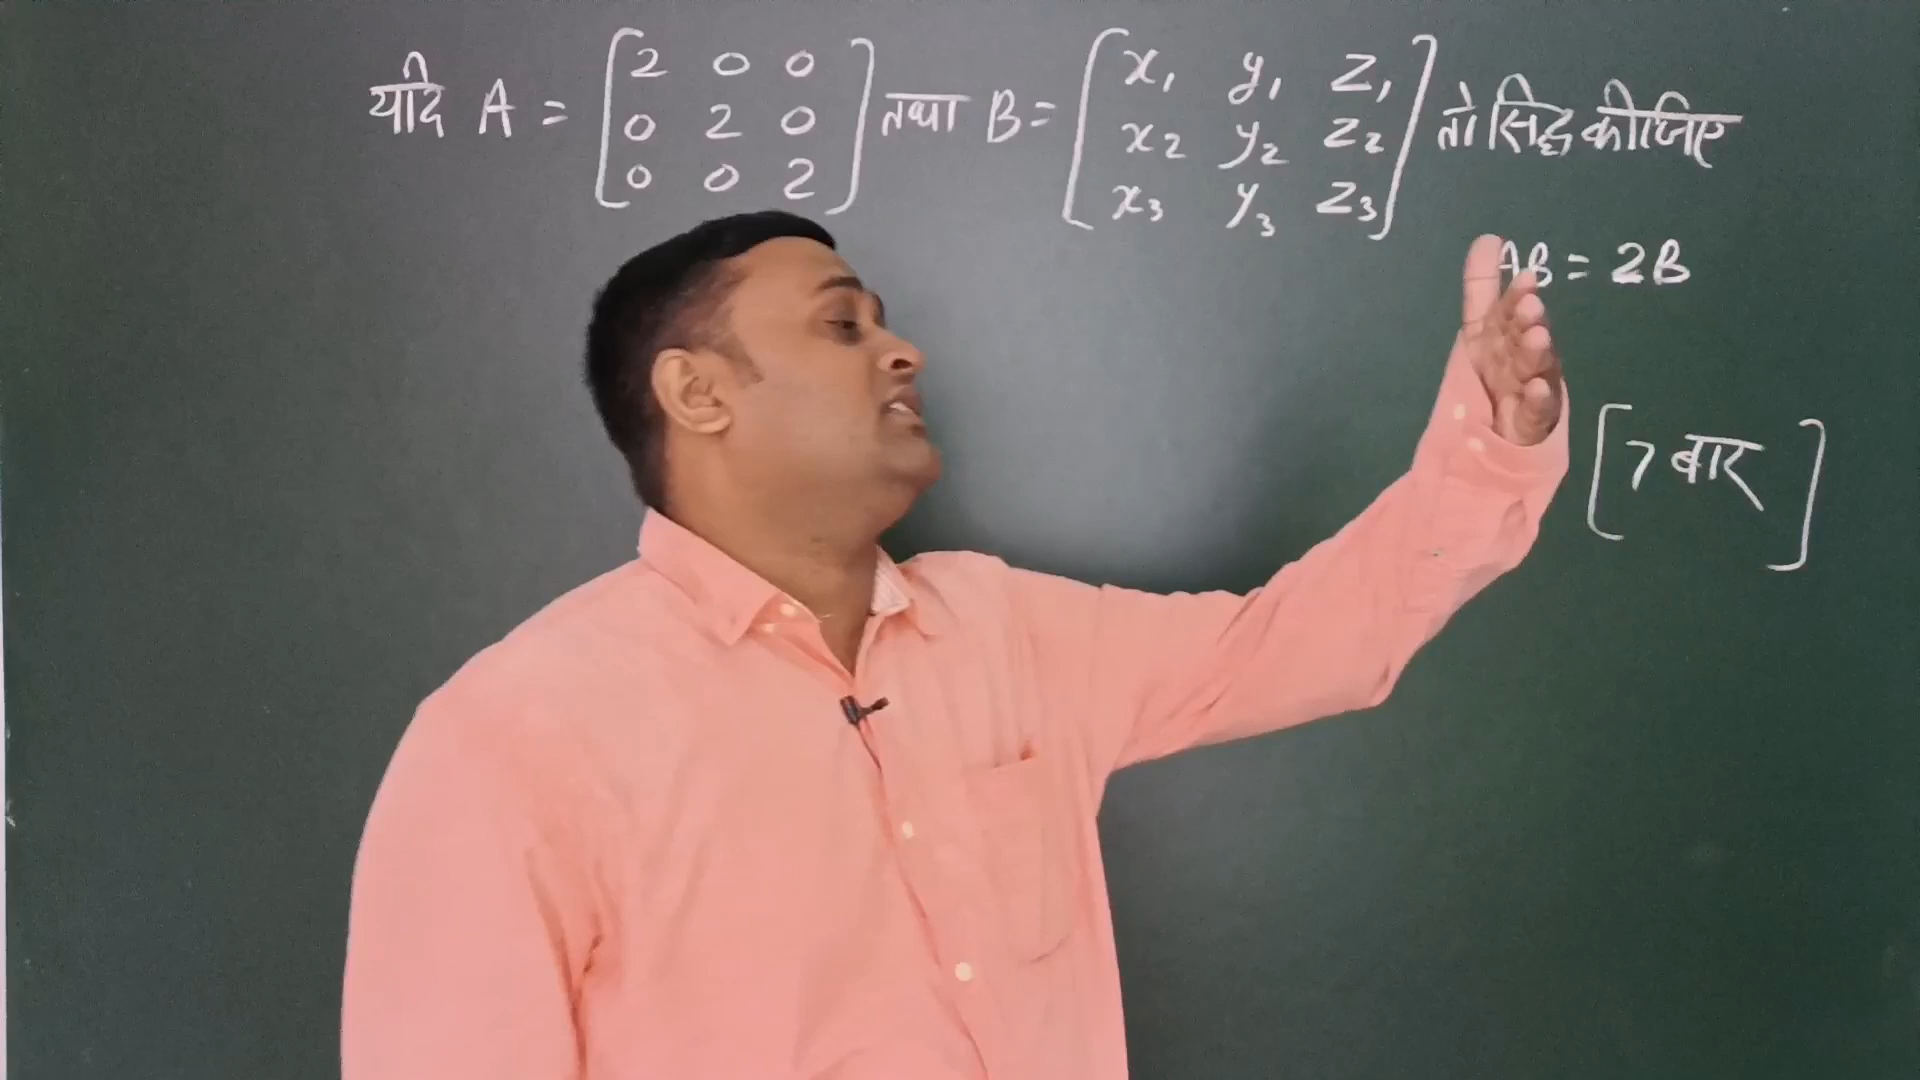 यदि A = [2 0 0 तथा B = [x₁ y₁ z₁ तो सिद्ध कीजिए
0 2 0 x₂ y₂ z₂
0 0 2] x₃ y₃ z₃]
AB = 2B
[7 बार]